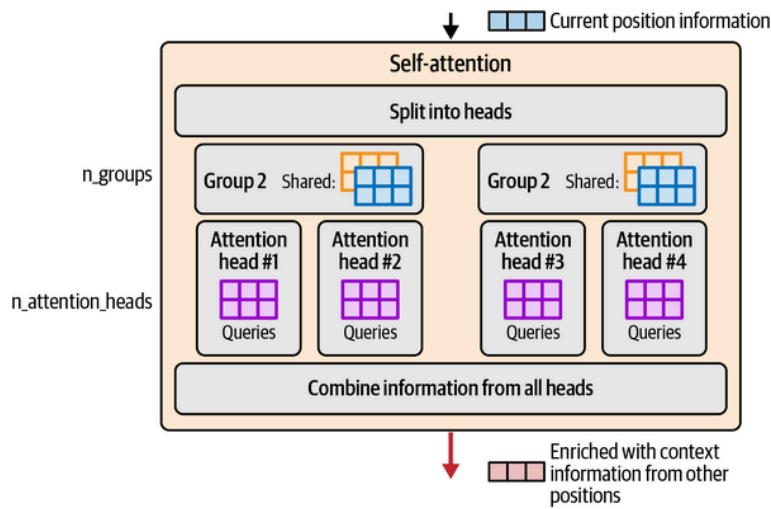 Current position information
Self-attention
Split into heads
n_groups
Group 2 Shared:
Group 2 Shared:
n_attention_heads
Attention
head #1
Queries
Attention
head #2
Queries
Attention
head #3
Queries
Attention
head #4
Queries
Combine information from all heads
Enriched with context
information from other
positions